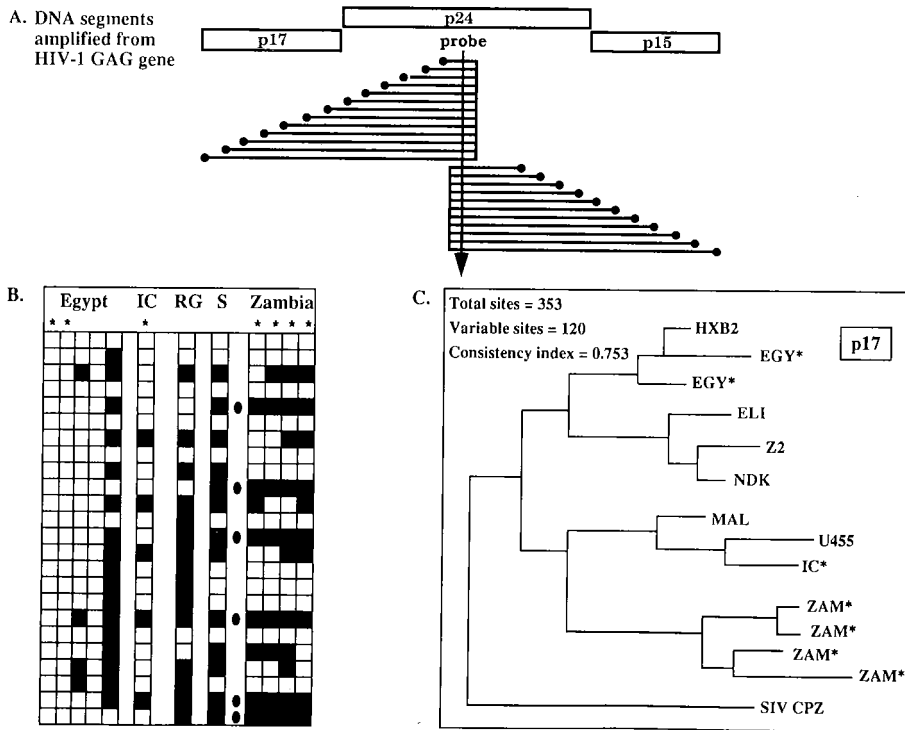 A. DNA segments
amplified from
HIV-1 GAG gene
p17
p24
p15
probe
B.
Egypt IC RG S Zambia
* * * * * * *
C.
Total sites = 353
Variable sites = 120
Consistency index = 0.753
p17
HXB2
EGY*
EGY*
ELI
Z2
NDK
MAL
U455
IC*
ZAM*
ZAM*
ZAM*
ZAM*
SIV CPZ